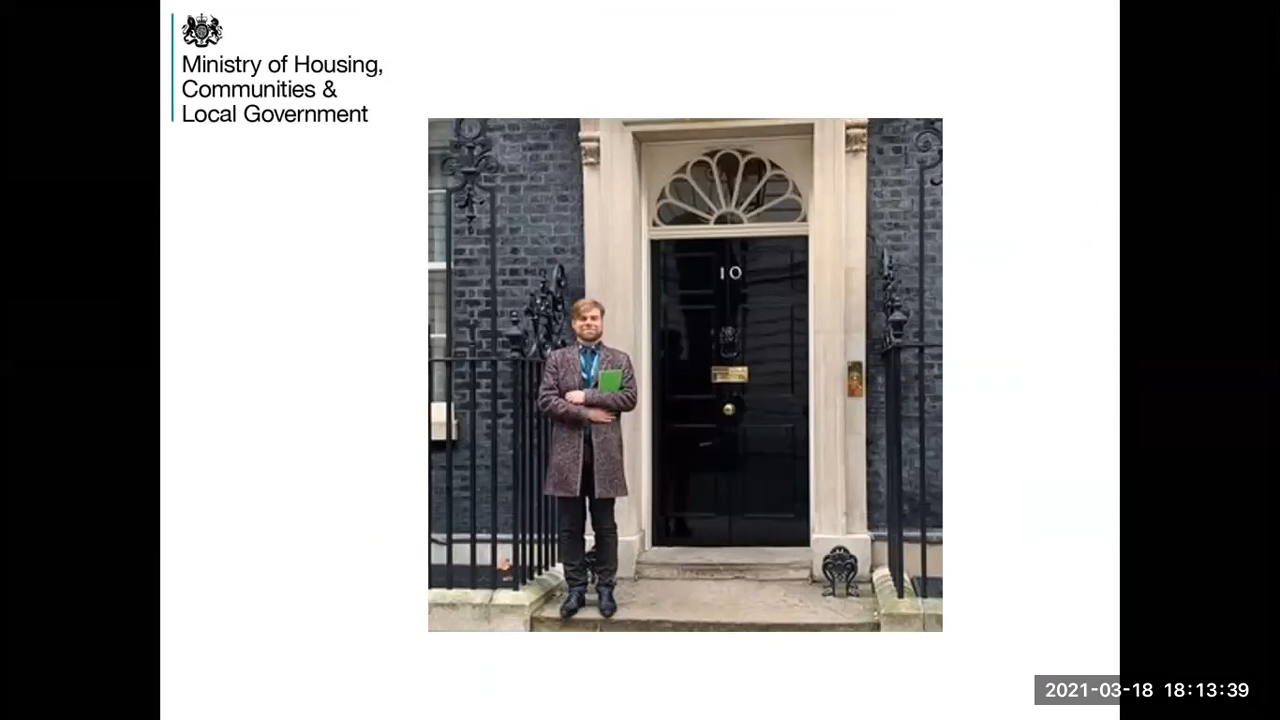 Ministry of Housing,
Communities &
Local Government
10
2021-03-18 18:13:39